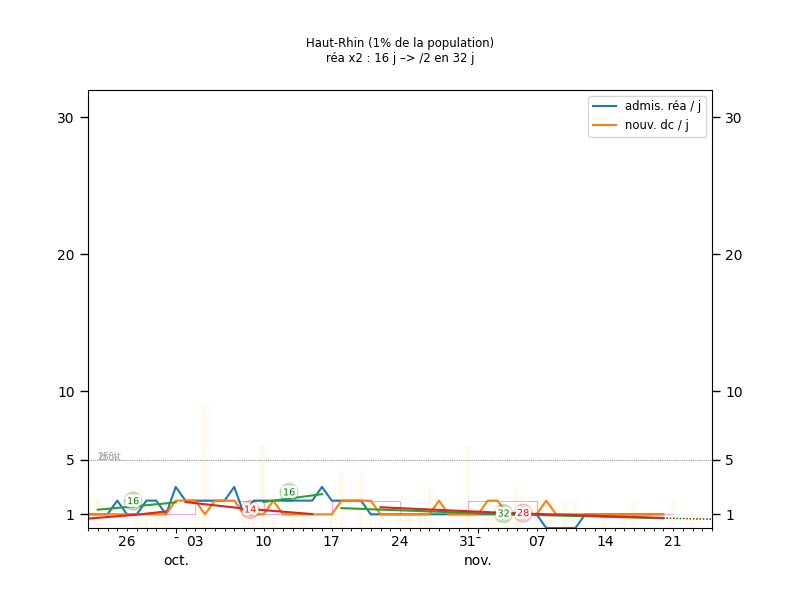 Haut-Rhin (1% de la population)
réa x2 : 16 j –> /2 en 32 j
admis. réa / j
nouv. dc / j
30 30
20 20
10 10
5 5
1 1
16
14
16
32
28
26 - 03 10 17 24 31- 07 14 21
oct. nov.